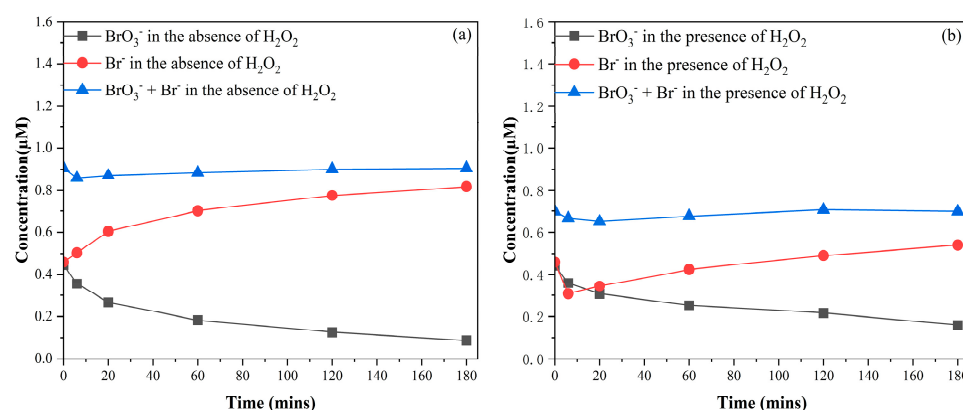 (a)
BrO₃⁻ in the absence of H₂O₂
Br⁻ in the absence of H₂O₂
BrO₃⁻ + Br⁻ in the absence of H₂O₂
Concentration(μM)
1.6
1.4
1.2
1.0
0.8
0.6
0.4
0.2
0.0
0 20 40 60 80 100 120 140 160 180
Time (mins)
(b)
BrO₃⁻ in the presence of H₂O₂
Br⁻ in the presence of H₂O₂
BrO₃⁻ + Br⁻ in the presence of H₂O₂
Concentration(μM)
1.6
1.4
1.2
1.0
0.8
0.6
0.4
0.2
0.0
0 20 40 60 80 100 120 140 160 180
Time (mins)